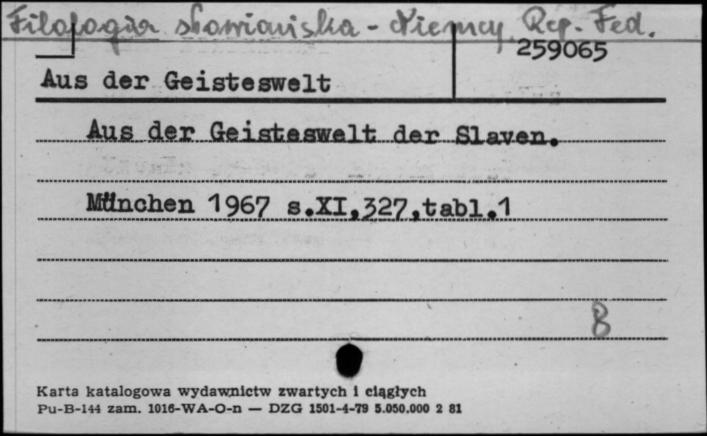 Filologia słowiańska - Niemcy Rep. Fed.
259065
Aus der Geisteswelt
Aus der Geisteswelt der Slaven.
München 1967 s.XI,327,tabl.1
8
Karta katalogowa wydawnictw zwartych i ciągłych
Pu-B-144 zam. 1016-WA-O-n — DZG 1501-4-79 5.050.000 2 81